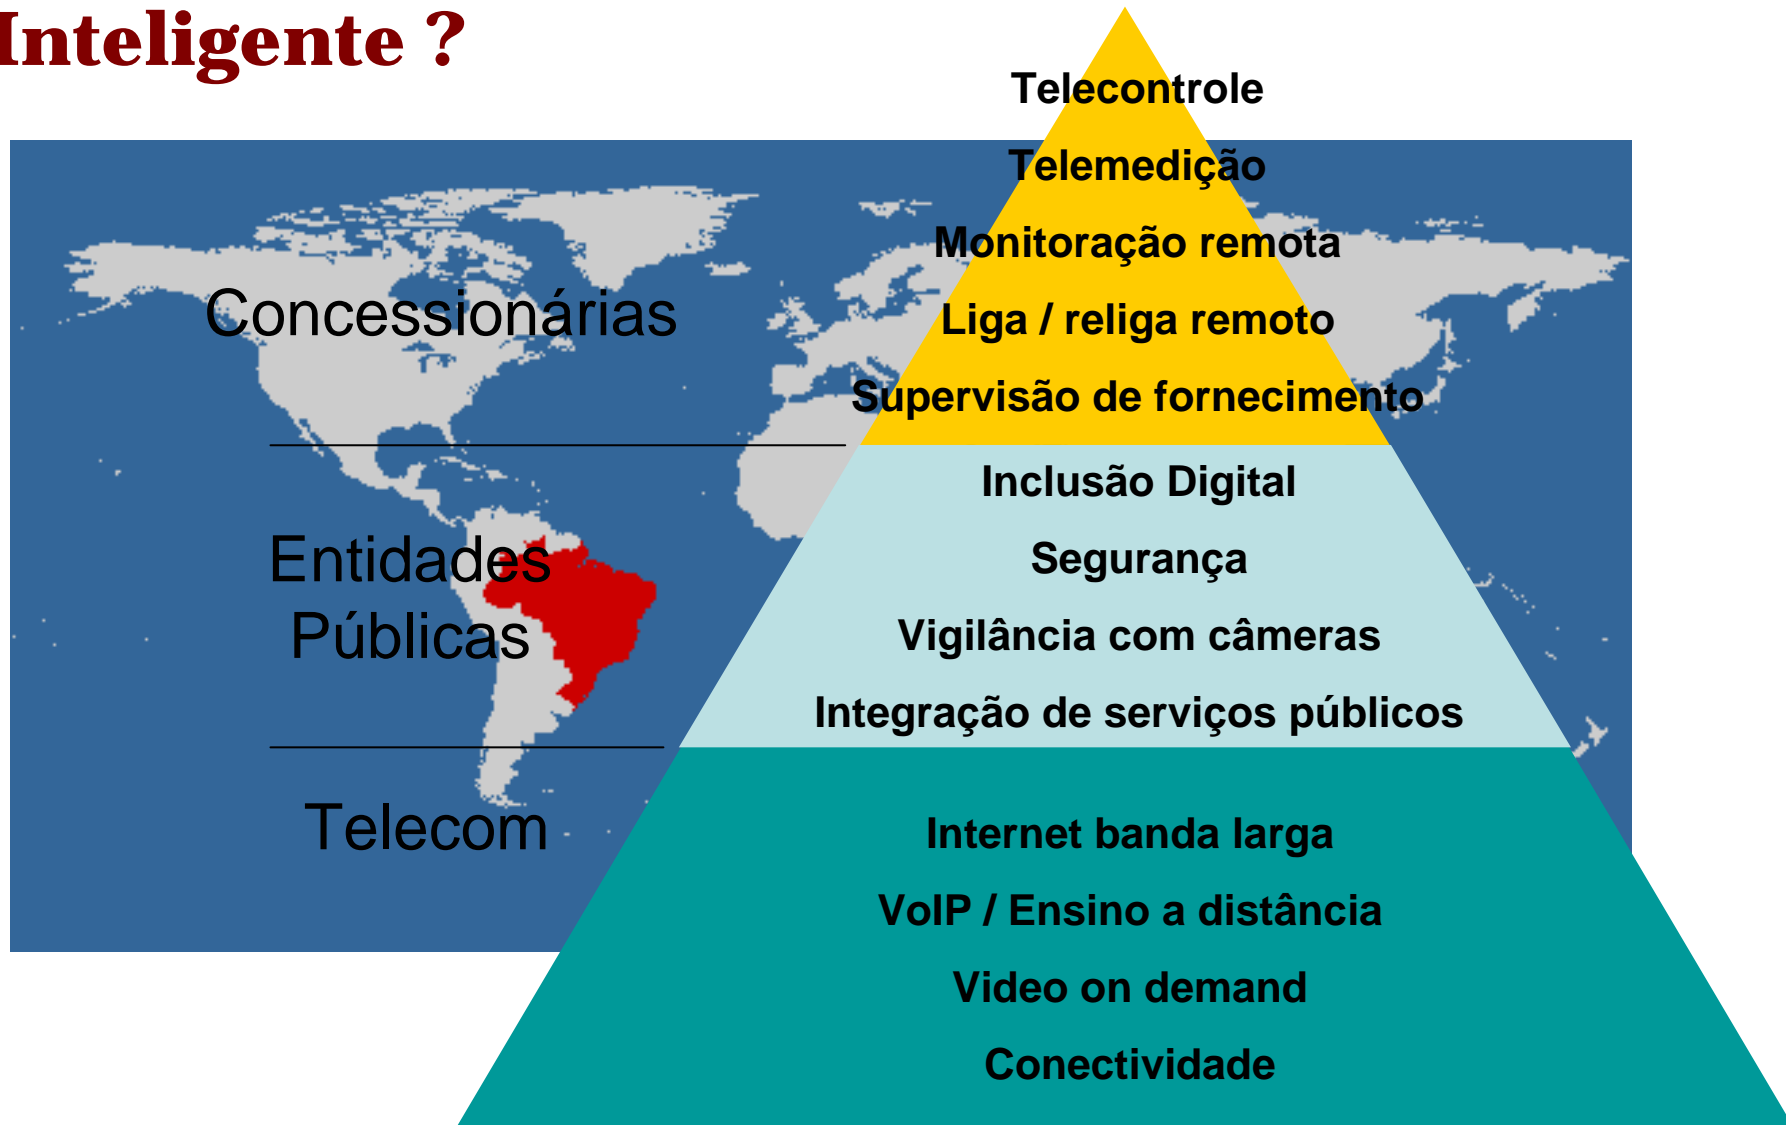 Inteligente ?
Telecontrole
Telemedição
Monitoração remota
Liga / religa remoto
Supervisão de fornecimento
Concessionárias
Inclusão Digital
Segurança
Vigilância com câmeras
Integração de serviços públicos
Entidades
Públicas
Internet banda larga
VoIP / Ensino a distância
Video on demand
Conectividade
Telecom